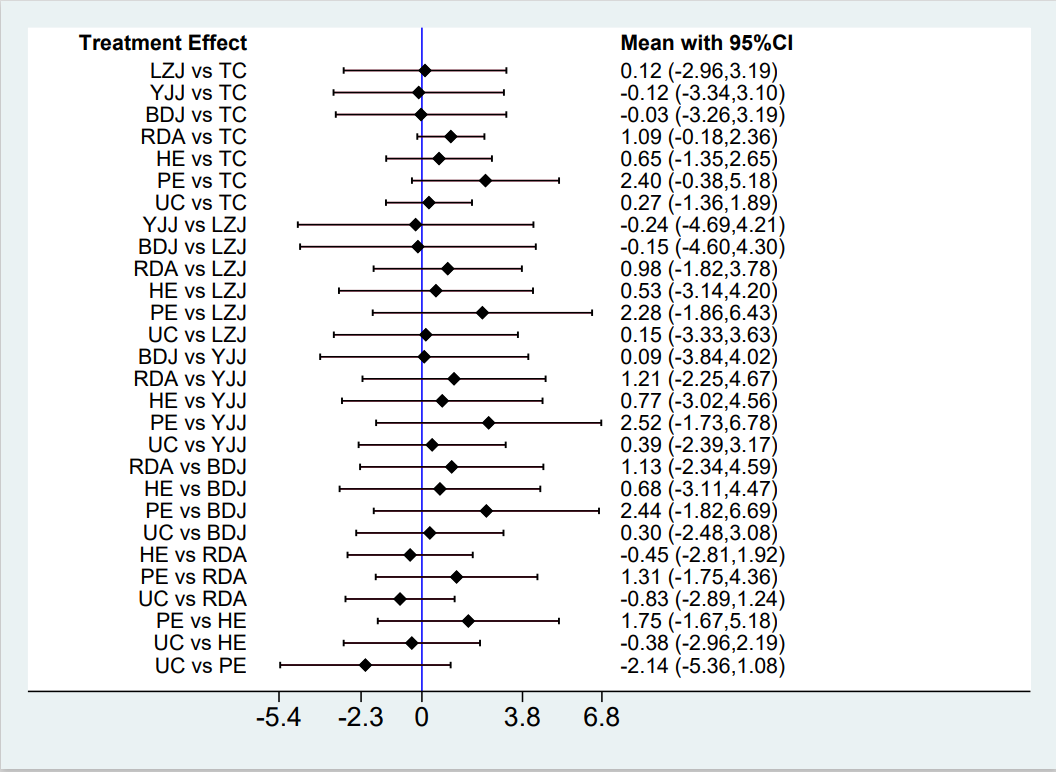 Treatment Effect Mean with 95%CI
LZJ vs TC 0.12 (-2.96,3.19)
YJJ vs TC -0.12 (-3.34,3.10)
BDJ vs TC -0.03 (-3.26,3.19)
RDA vs TC 1.09 (-0.18,2.36)
HE vs TC 0.65 (-1.35,2.65)
PE vs TC 2.40 (-0.38,5.18)
UC vs TC 0.27 (-1.36,1.89)
YJJ vs LZJ -0.24 (-4.69,4.21)
BDJ vs LZJ -0.15 (-4.60,4.30)
RDA vs LZJ 0.98 (-1.82,3.78)
HE vs LZJ 0.53 (-3.14,4.20)
PE vs LZJ 2.28 (-1.86,6.43)
UC vs LZJ 0.15 (-3.33,3.63)
BDJ vs YJJ 0.09 (-3.84,4.02)
RDA vs YJJ 1.21 (-2.25,4.67)
HE vs YJJ 0.77 (-3.02,4.56)
PE vs YJJ 2.52 (-1.73,6.78)
UC vs YJJ 0.39 (-2.39,3.17)
RDA vs BDJ 1.13 (-2.34,4.59)
HE vs BDJ 0.68 (-3.11,4.47)
PE vs BDJ 2.44 (-1.82,6.69)
UC vs BDJ 0.30 (-2.48,3.08)
HE vs RDA -0.45 (-2.81,1.92)
PE vs RDA 1.31 (-1.75,4.36)
UC vs RDA -0.83 (-2.89,1.24)
PE vs HE 1.75 (-1.67,5.18)
UC vs HE -0.38 (-2.96,2.19)
UC vs PE -2.14 (-5.36,1.08)
-5.4 -2.3 0 3.8 6.8